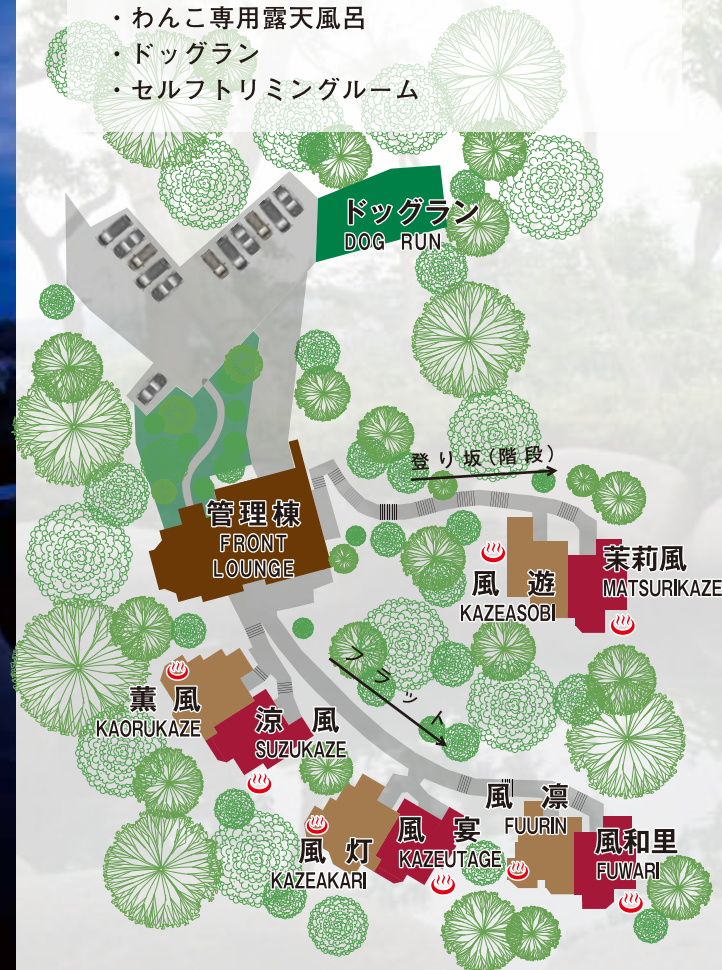 ・わんこ専用露天風呂
・ドッグラン
・セルフトリミングルーム
ドッグラン
DOG RUN
登り坂(階段)
管理棟
FRONT
LOUNGE
風遊
KAZEASOBI
茉莉風
MATSURIKAZE
フラット
薫風
KAORUKAZE
涼風
SUZUKAZE
風灯
KAZEAKARI
風宴
KAZEUTAGE
風凛
FUURIN
風和里
FUWARI